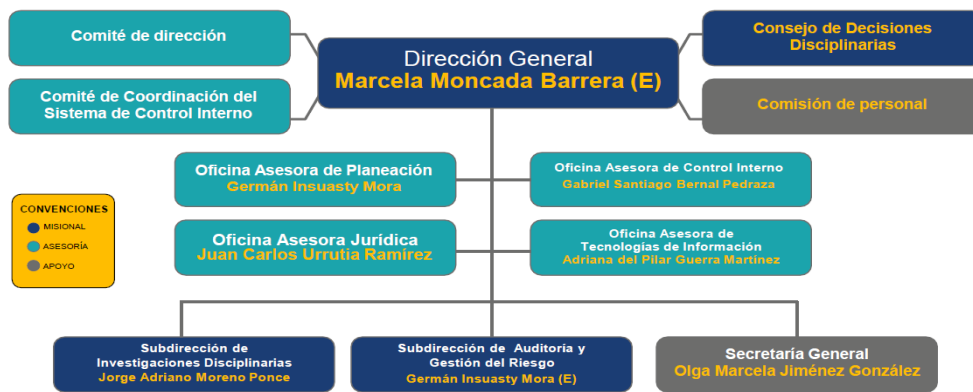 Comité de dirección
Dirección General
Marcela Moncada Barrera (E)
Consejo de Decisiones
Disciplinarias
Comité de Coordinación del
Sistema de Control Interno
Comisión de personal
Oficina Asesora de Planeación
Germán Insuasty Mora
Oficina Asesora de Control Interno
Gabriel Santiago Bernal Pedraza
CONVENCIONES
MISIONAL
ASESORÍA
APOYO
Oficina Asesora Jurídica
Juan Carlos Urrutia Ramírez
Oficina Asesora de
Tecnologías de Información
Adriana del Pilar Guerra Martínez
Subdirección de
Investigaciones Disciplinarias
Jorge Adriano Moreno Ponce
Subdirección de Auditoría y
Gestión del Riesgo
Germán Insuasty Mora (E)
Secretaría General
Olga Marcela Jiménez González